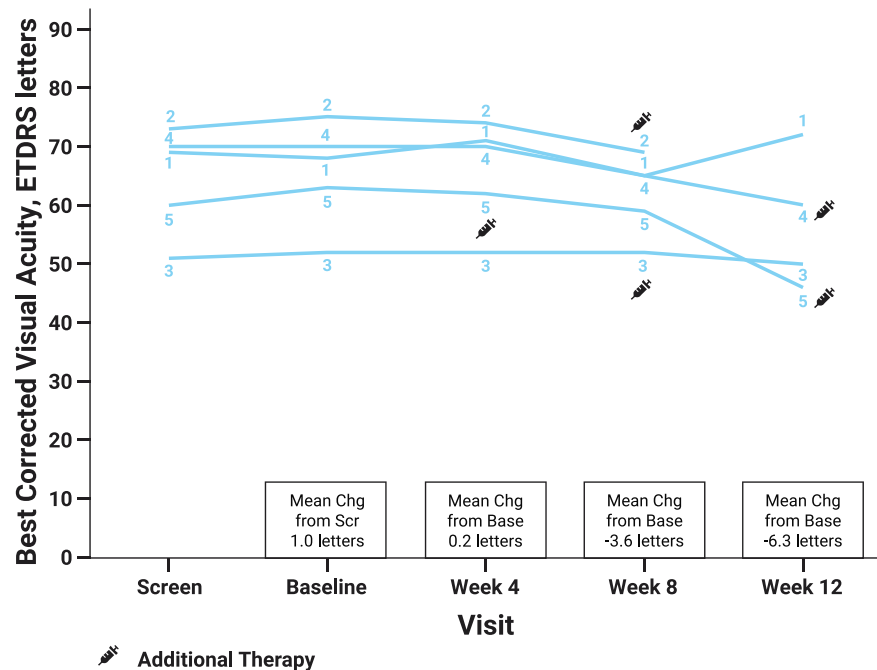 Best Corrected Visual Acuity, ETDRS letters
90
80
70
60
50
40
30
20
10
0
2
2
2
2
1
4
4
1
1
1
1
4
4
4
5
5
5
5
3
3
3
3
3
5
Mean Chg
from Scr
1.0 letters
Mean Chg
from Base
0.2 letters
Mean Chg
from Base
-3.6 letters
Mean Chg
from Base
-6.3 letters
Screen
Baseline
Week 4
Week 8
Week 12
Visit
Additional Therapy